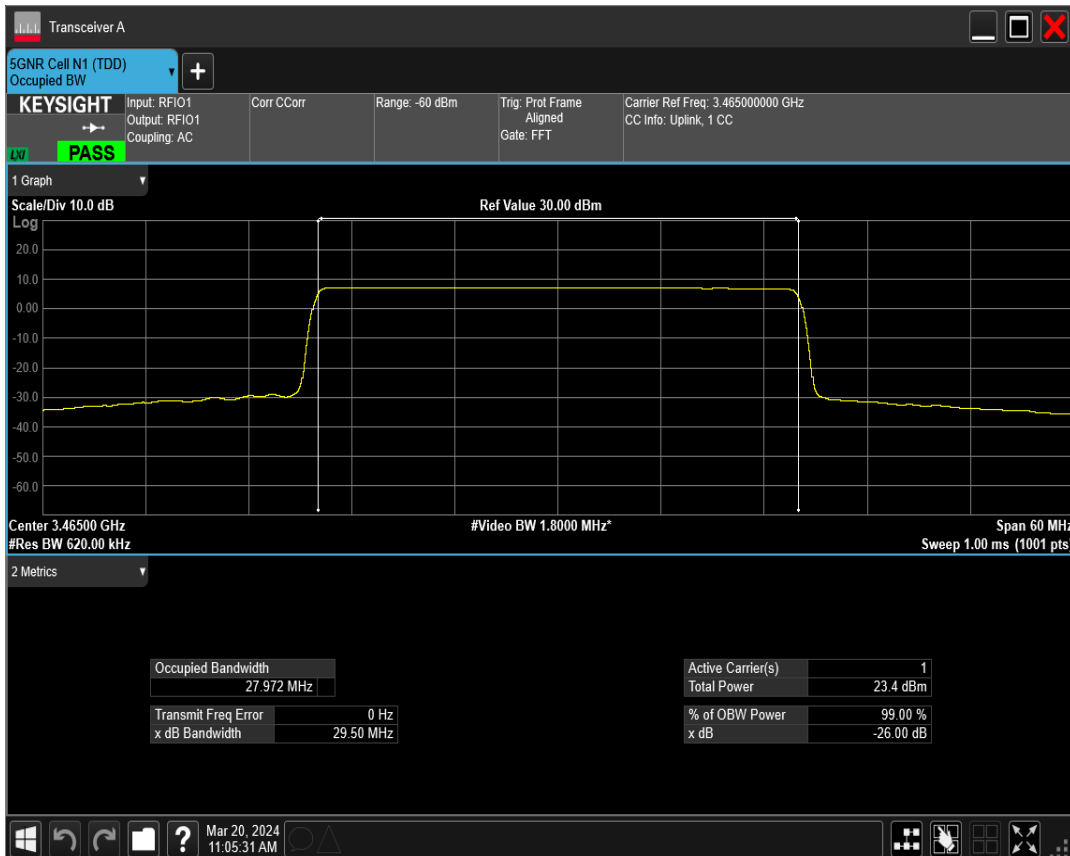 Transceiver A
5GNR Cell N1 (TDD)
Occupied BW
+
KEYSIGHT
LXI
PASS
Input: RFIO1
Output: RFIO1
Coupling: AC
Corr CCorr
Range: -60 dBm
Trig: Prot Frame
Aligned
Gate: FFT
Carrier Ref Freq: 3.465000000 GHz
CC Info: Uplink, 1 CC
1 Graph
Scale/Div 10.0 dB
Ref Value 30.00 dBm
Log
20.0
10.0
0.00
-10.0
-20.0
-30.0
-40.0
-50.0
-60.0
Center 3.46500 GHz
#Video BW 1.8000 MHz*
Span 60 MHz
#Res BW 620.00 kHz
Sweep 1.00 ms (1001 pts)
2 Metrics
Occupied Bandwidth
27.972 MHz
Transmit Freq Error 0 Hz
x dB Bandwidth 29.50 MHz
Active Carrier(s) 1
Total Power 23.4 dBm
% of OBW Power 99.00 %
x dB -26.00 dB
?
Mar 20, 2024
11:05:31 AM